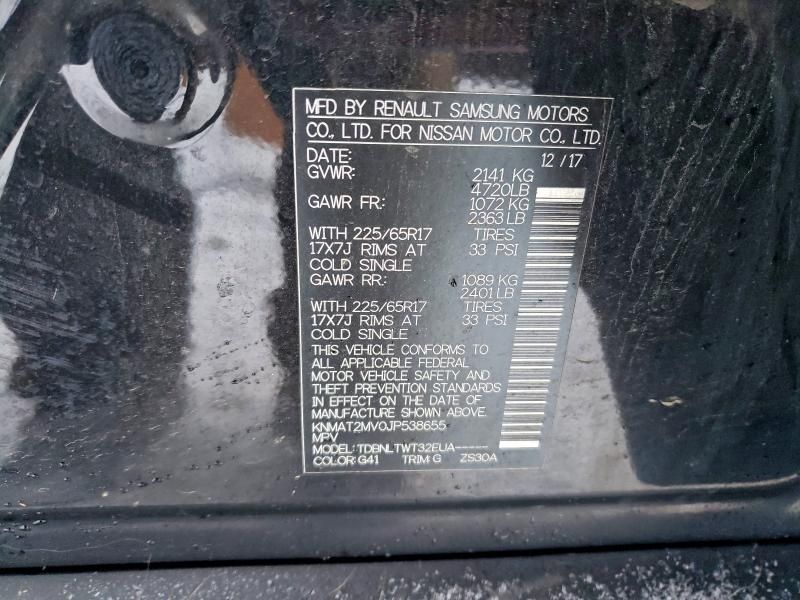 MFD BY RENAULT SAMSUNG MOTORS
CO., LTD. FOR NISSAN MOTOR CO., LTD.
DATE: 12/17
GVWR: 2141 KG
4720LB
GAWR FR: 1072 KG
2363 LB
WITH 225/65R17 TIRES
17X7J RIMS AT 33 PSI
COLD SINGLE
GAWR RR: 1089 KG
2401 LB
WITH 225/65R17 TIRES
17X7J RIMS AT 33 PSI
COLD SINGLE
THIS VEHICLE CONFORMS TO
ALL APPLICABLE FEDERAL
MOTOR VEHICLE SAFETY AND
THEFT PREVENTION STANDARDS
IN EFFECT ON THE DATE OF
MANUFACTURE SHOWN ABOVE.
KNMAT2MV0JP538655
MPV
MODEL: TDBNLTWT32EUA-----
COLOR: G41 TRIM: G ZS30A